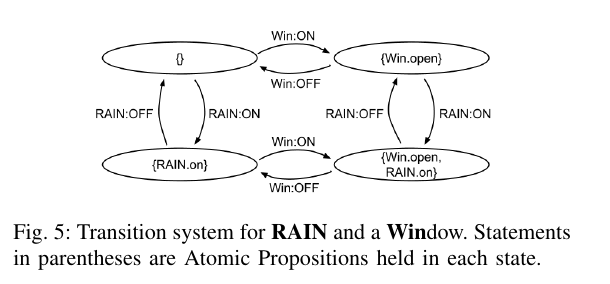 Win:ON
{}
{Win.open}
Win:OFF
RAIN:OFF
RAIN:ON
RAIN:OFF
RAIN:ON
Win:ON
{RAIN.on}
{Win.open,
RAIN.on}
Win:OFF
Fig. 5: Transition system for RAIN and a Window. Statements
in parentheses are Atomic Propositions held in each state.